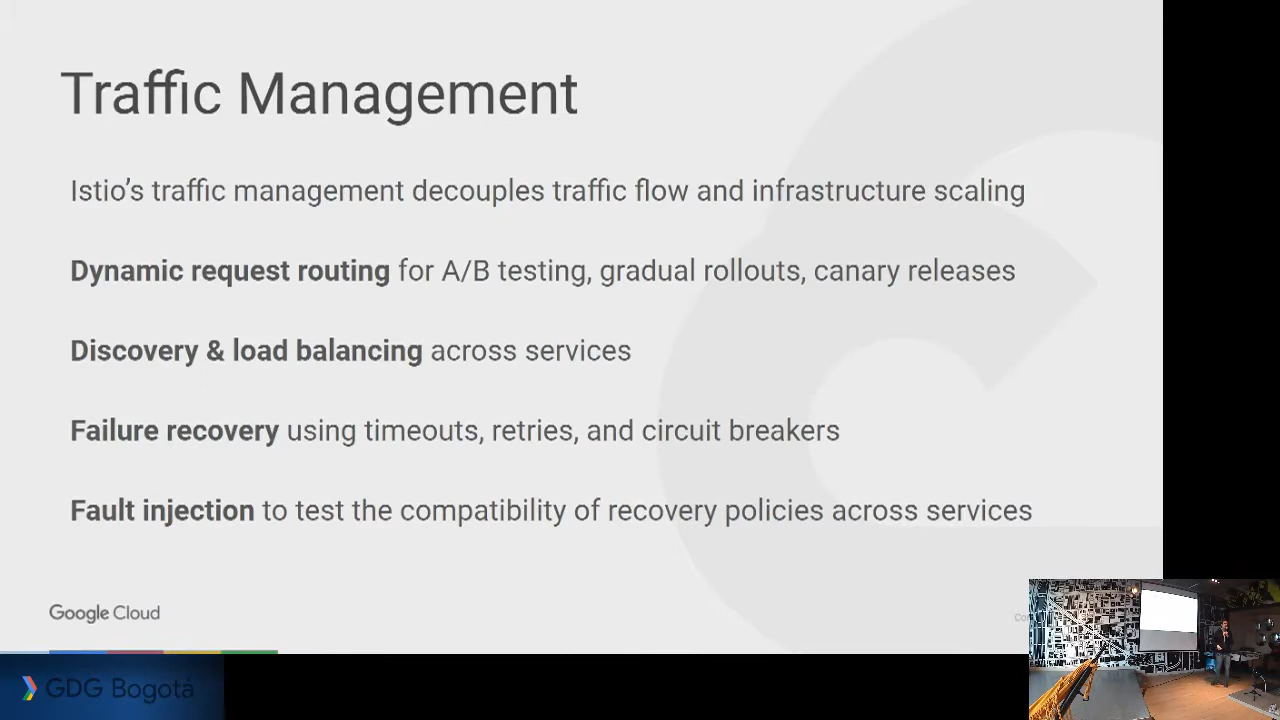 Traffic Management
Istio’s traffic management decouples traffic flow and infrastructure scaling
Dynamic request routing for A/B testing, gradual rollouts, canary releases
Discovery & load balancing across services
Failure recovery using timeouts, retries, and circuit breakers
Fault injection to test the compatibility of recovery policies across services
Google Cloud
GDG Bogotá